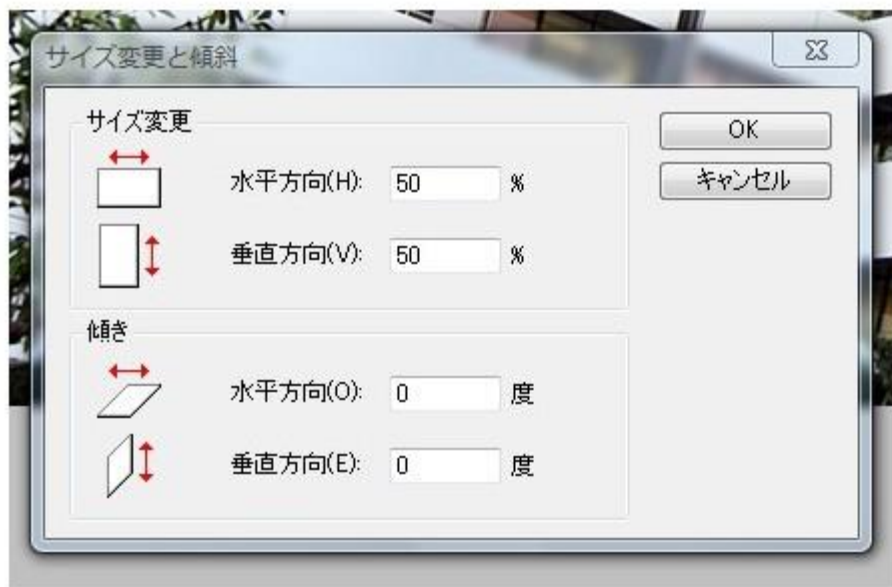 サイズ変更と傾斜
サイズ変更
水平方向(H): 50 %
垂直方向(V): 50 %
OK
キャンセル
傾き
水平方向(O): 0 度
垂直方向(E): 0 度